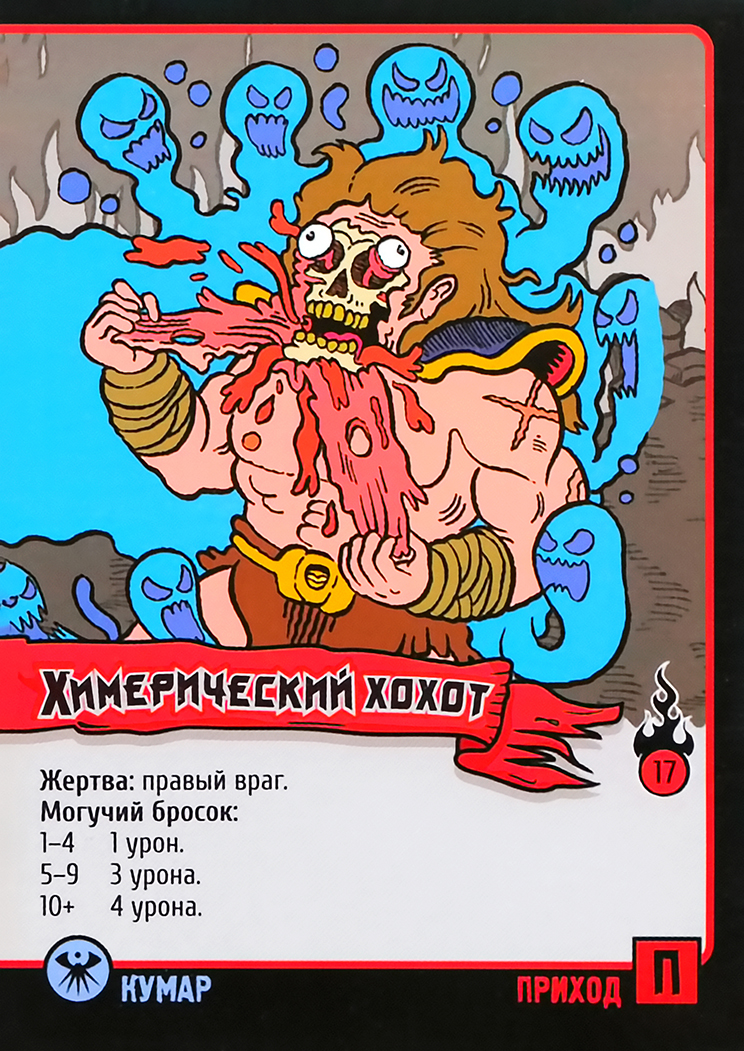 Химерический хохот
17
Жертва: правый враг.
Могучий бросок:
1–4 1 урон.
5–9 3 урона.
10+ 4 урона.
КУМАР
ПРИХОД П